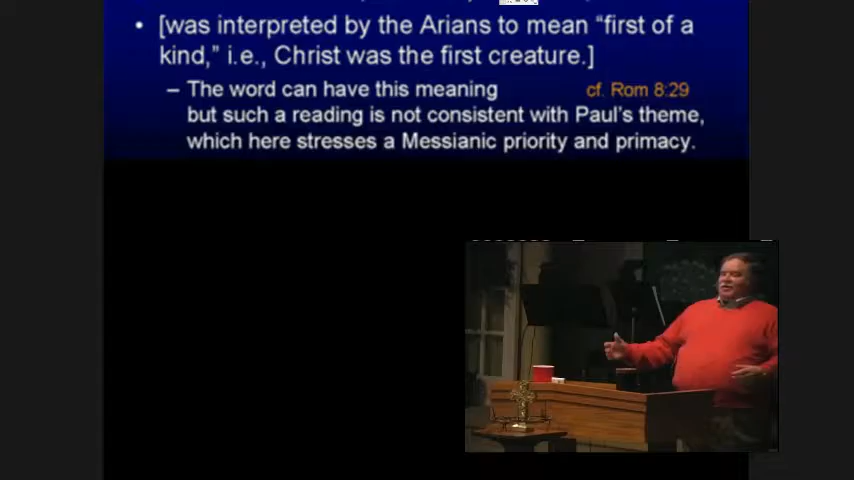 • [was interpreted by the Arians to mean “first of a
kind,” i.e., Christ was the first creature.]
– The word can have this meaning cf. Rom 8:29
but such a reading is not consistent with Paul’s theme,
which here stresses a Messianic priority and primacy.